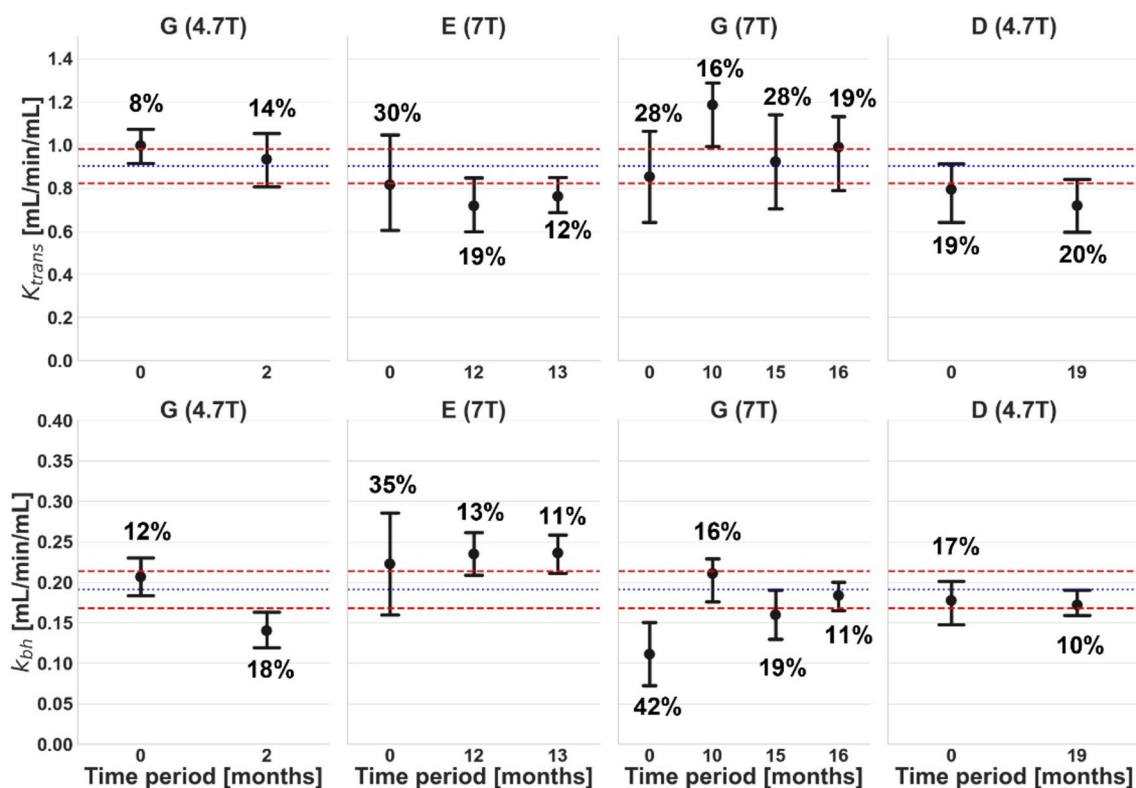 G (4.7T) E (7T) G (7T) D (4.7T)
K_trans [mL/min/mL]
1.4
1.2
1.0
0.8
0.6
0.4
0.2
0.0
8% 14%
30% 19% 12%
28% 16% 28% 19%
19% 20%
0 2 0 12 13 0 10 15 16 0 19
G (4.7T) E (7T) G (7T) D (4.7T)
k_bh [mL/min/mL]
0.40
0.35
0.30
0.25
0.20
0.15
0.10
0.05
0.00
12% 18%
35% 13% 11%
42% 16% 19% 11%
17% 10%
0 2 0 12 13 0 10 15 16 0 19
Time period [months] Time period [months] Time period [months] Time period [months]